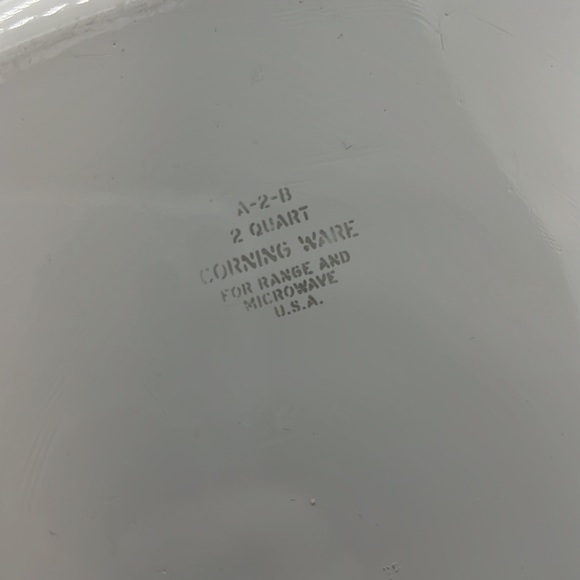 A-2-B
2 QUART
CORNING WARE
FOR RANGE AND
MICROWAVE
U.S.A.